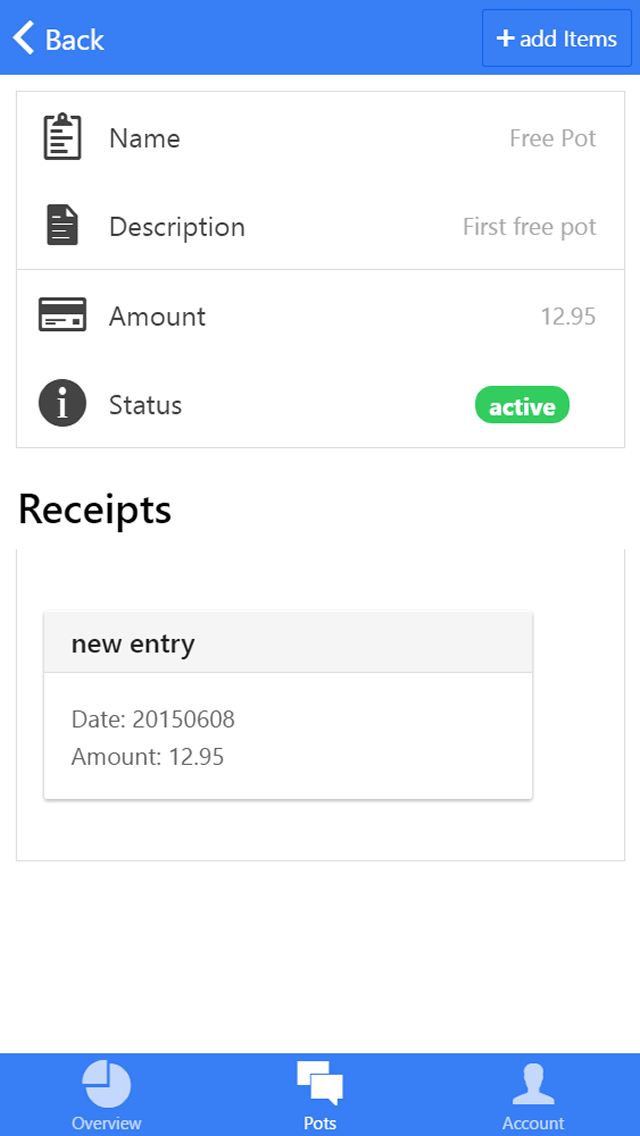 Back
+ add Items
Name Free Pot
Description First free pot
Amount 12.95
Status active
Receipts
new entry
Date: 20150608
Amount: 12.95
Overview Pots Account